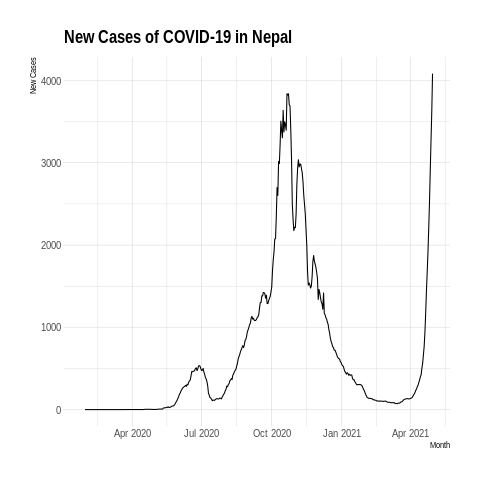 New Cases of COVID-19 in Nepal
New Cases
4000
3000
2000
1000
0
Apr 2020
Jul 2020
Oct 2020
Jan 2021
Apr 2021
Month